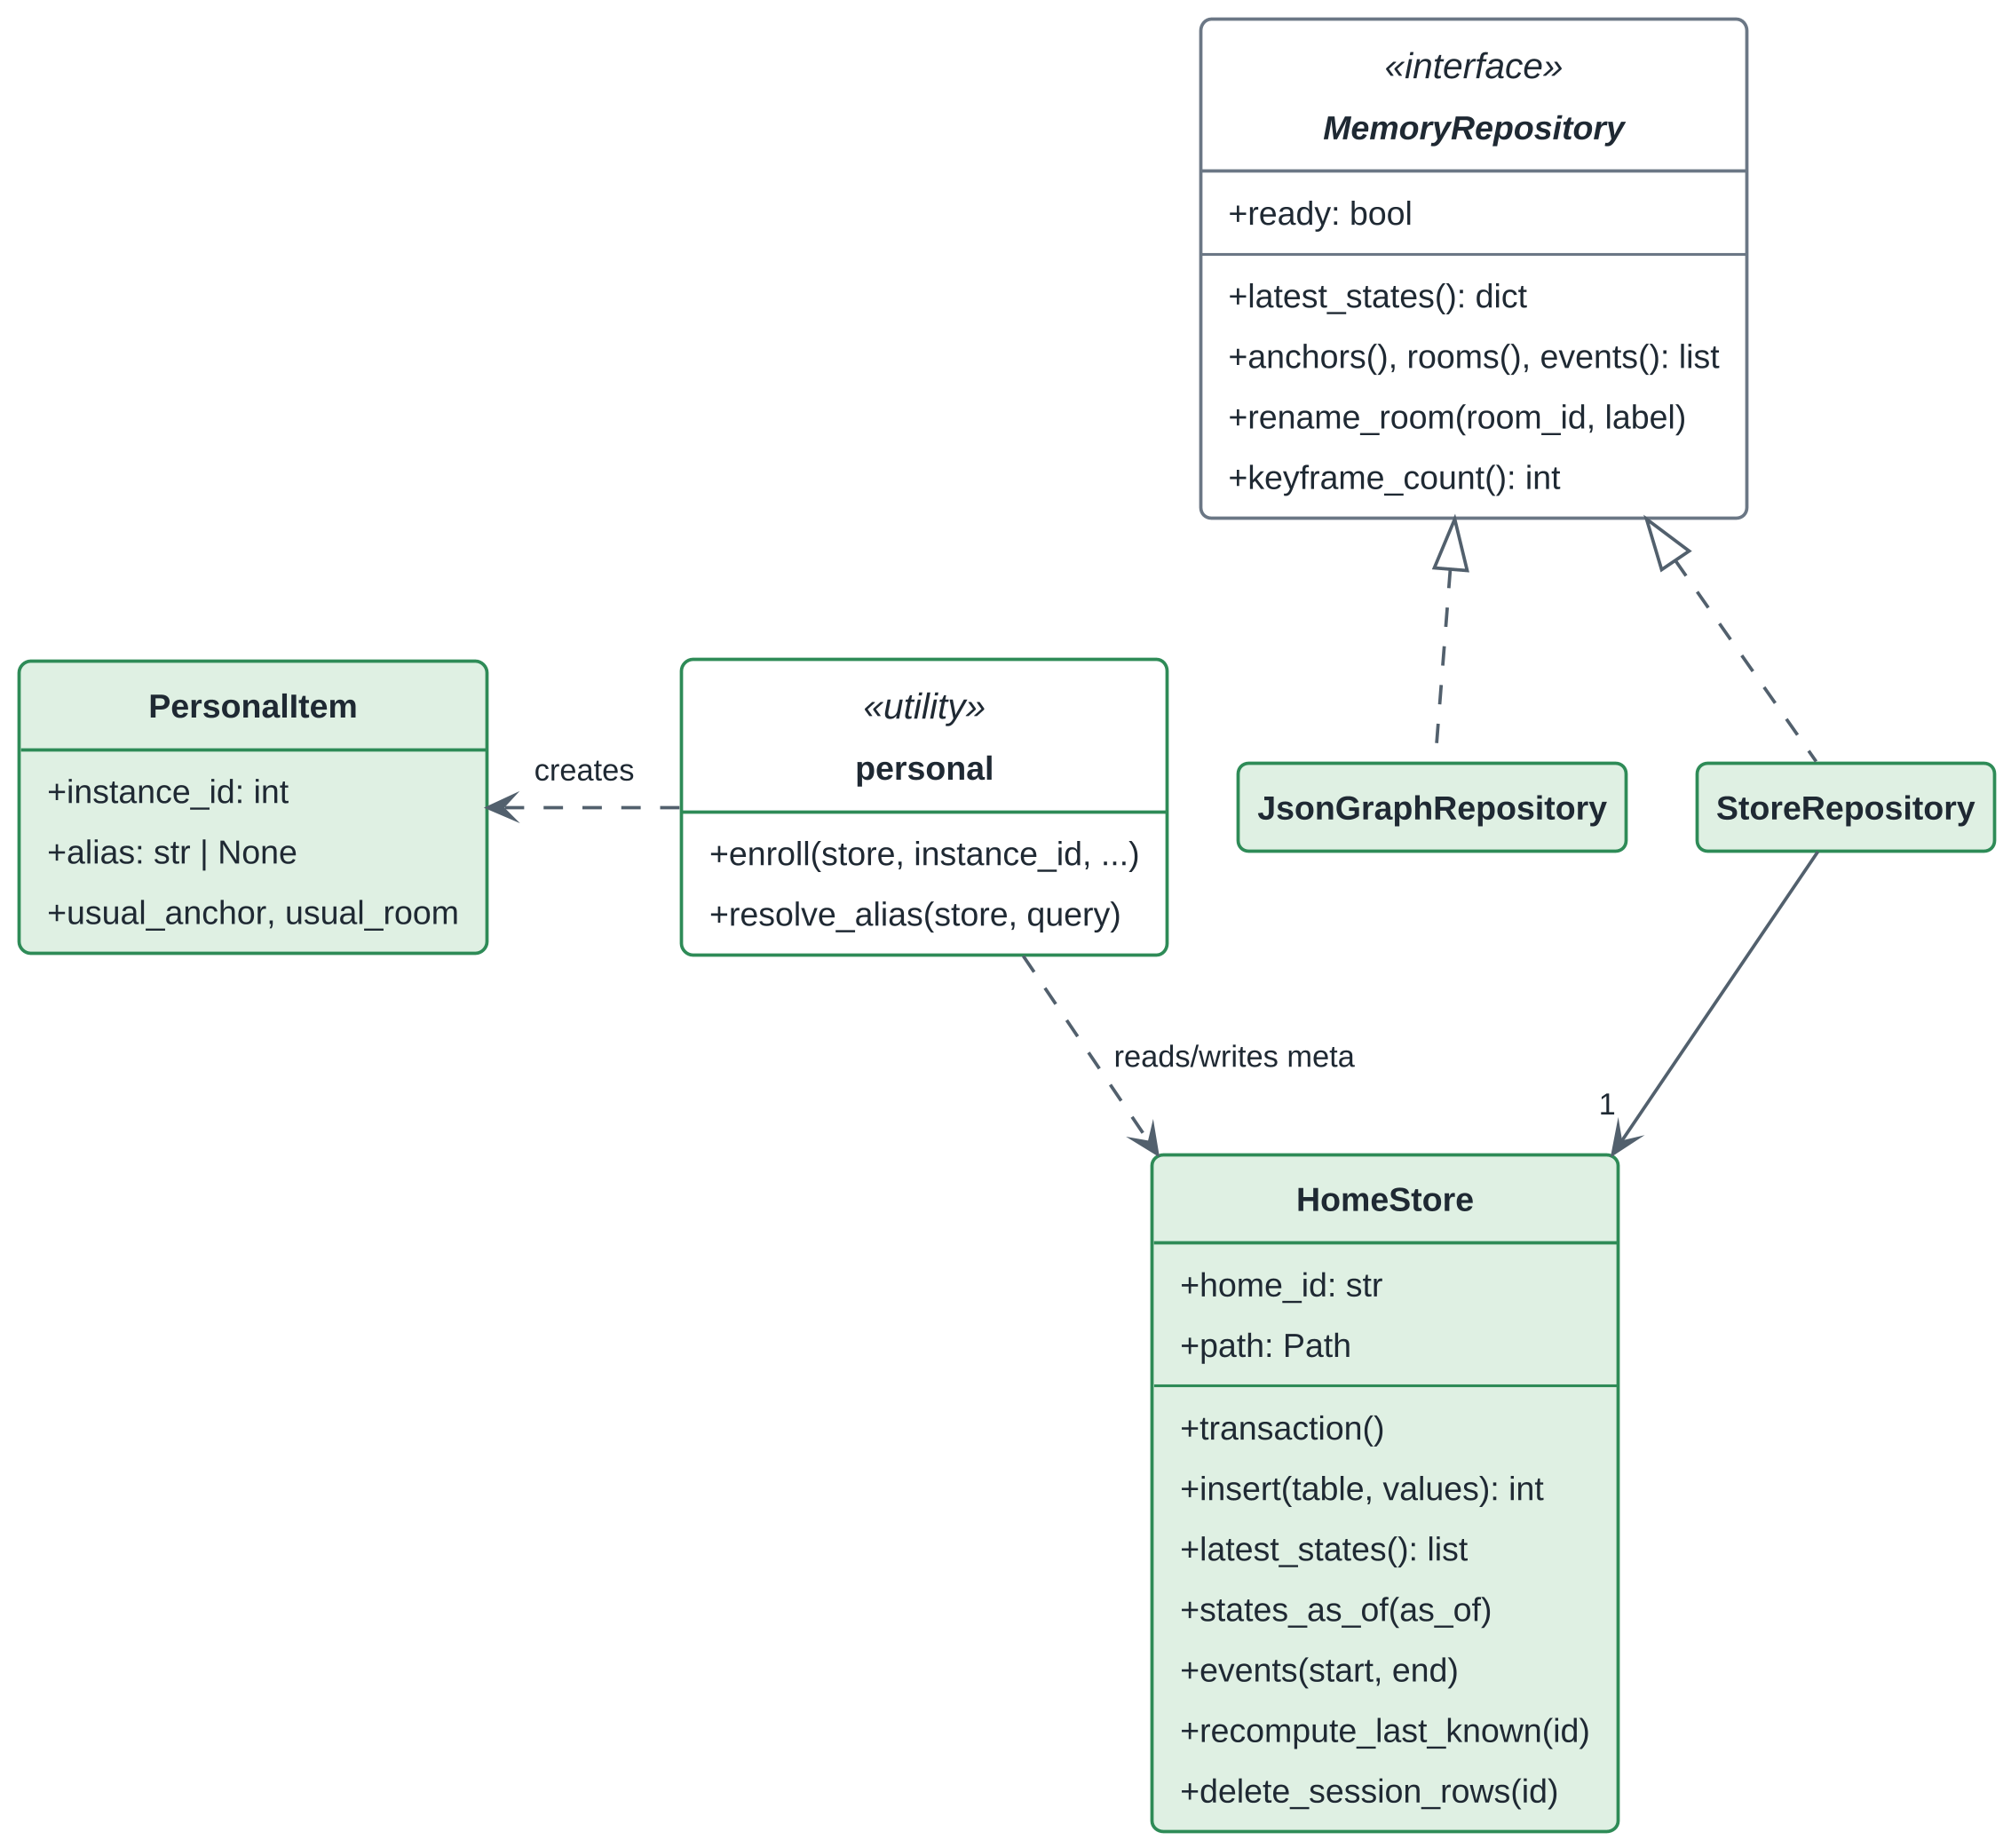 «interface»
MemoryRepository
+ready: bool
+latest_states(): dict
+anchors(), rooms(), events(): list
+rename_room(room_id, label)
+keyframe_count(): int
PersonalItem
+instance_id: int
+alias: str | None
+usual_anchor, usual_room
creates
«utility»
personal
+enroll(store, instance_id, ...)
+resolve_alias(store, query)
JsonGraphRepository
StoreRepository
reads/writes meta
1
HomeStore
+home_id: str
+path: Path
+transaction()
+insert(table, values): int
+latest_states(): list
+states_as_of(as_of)
+events(start, end)
+recompute_last_known(id)
+delete_session_rows(id)